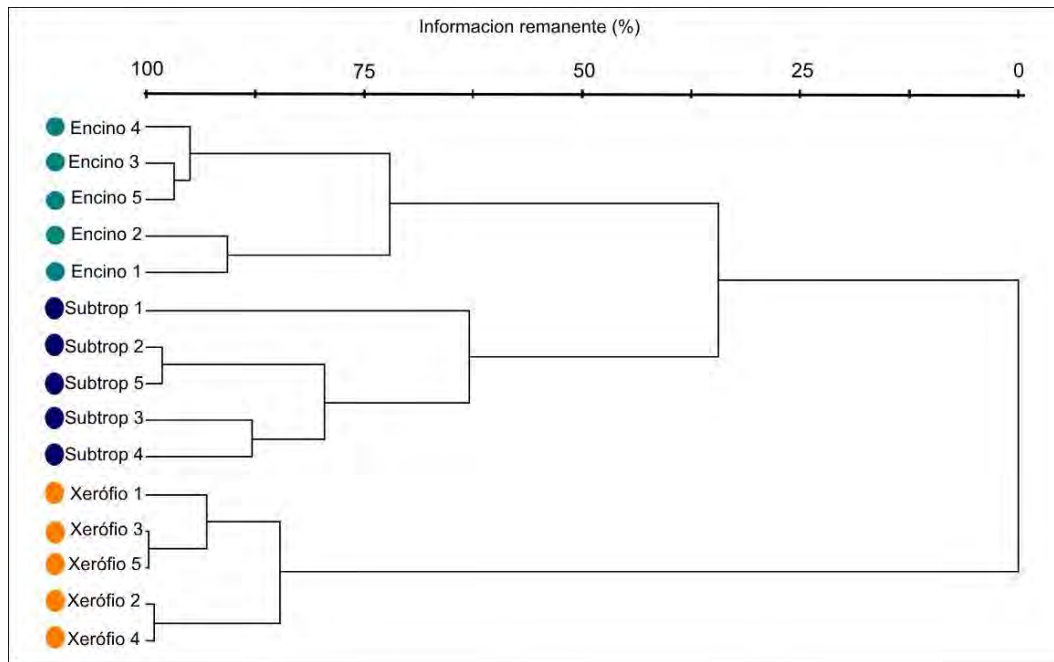 Informacion remanente (%)
100 75 50 25 0
Encino 4
Encino 3
Encino 5
Encino 2
Encino 1
Subtrop 1
Subtrop 2
Subtrop 5
Subtrop 3
Subtrop 4
Xerófio 1
Xerófio 3
Xerófio 5
Xerófio 2
Xerófio 4